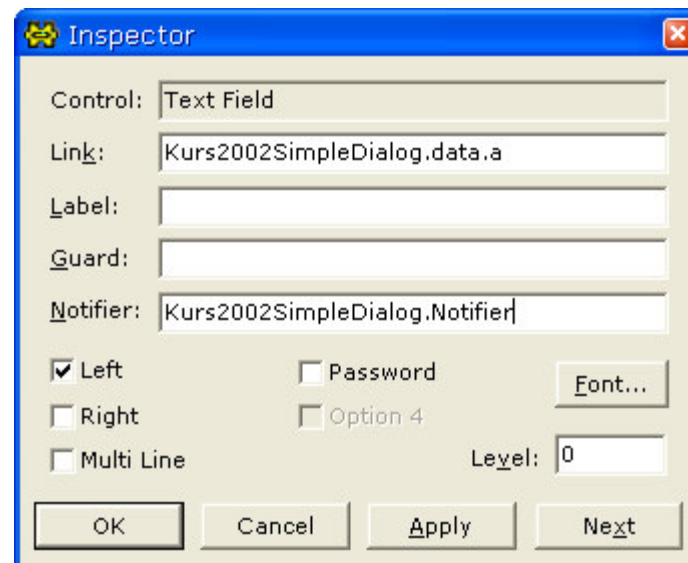 Inspector
Control: Text Field
Link: Kurs2002SimpleDialog.data.a
Label:
Guard:
Notifier: Kurs2002SimpleDialog.Notifier
Left Password Font...
Right Option 4
Multi Line Level: 0
OK Cancel Apply Next